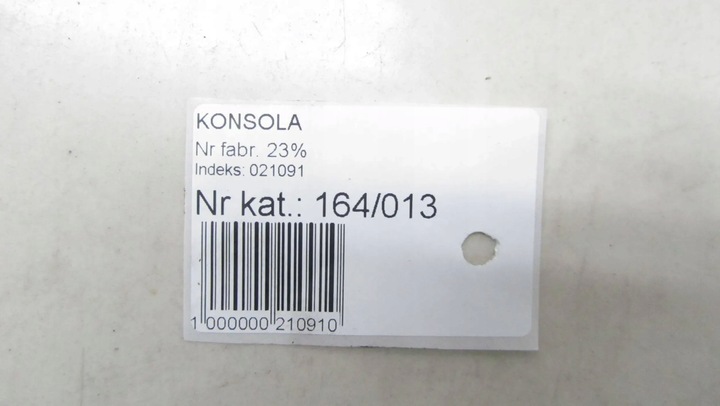 KONSOLA
Nr fabr. 23%
Indeks: 021091
Nr kat.: 164/013
1 000000 210910